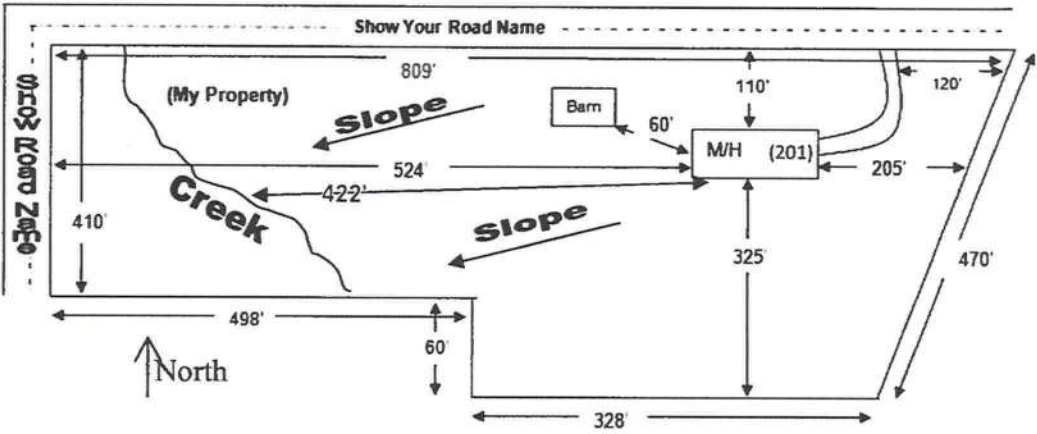 Show Your Road Name
Show Road Name
809'
(My Property)
Slope
Barn
60'
110'
120'
M/H (201)
524'
205'
422'
Creek
410'
Slope
325'
470'
498'
60'
North
328'